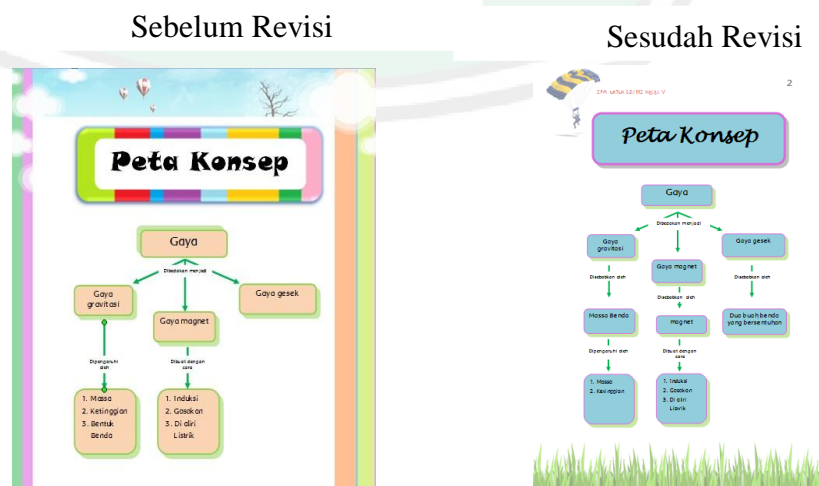 Sebelum Revisi
Peta Konsep
Gaya
Dibedakan menjadi
Gaya
gravitasi
Gaya magnet
Gaya gesek
Dipengaruhi
oleh
Dibuat dengan
cara
1. Massa
2. Ketinggian
3. Bentuk
Benda
1. Induksi
2. Gosokan
3. Di aliri
Listrik
Sesudah Revisi
2
IPA untuk SD/MI kelas V
Peta Konsep
Gaya
Dibedakan menjadi
Gaya
gravitasi
Gaya magnet
Gaya gesek
Disebabkan oleh
Disebabkan oleh
Disebabkan oleh
Massa Benda
magnet
Dua buah benda
yang bersentuhan
Dipengaruhi oleh
Dibuat dengan
cara
1. Massa
2. Ketinggian
1. Induksi
2. Gosokan
3. Di aliri
Listrik